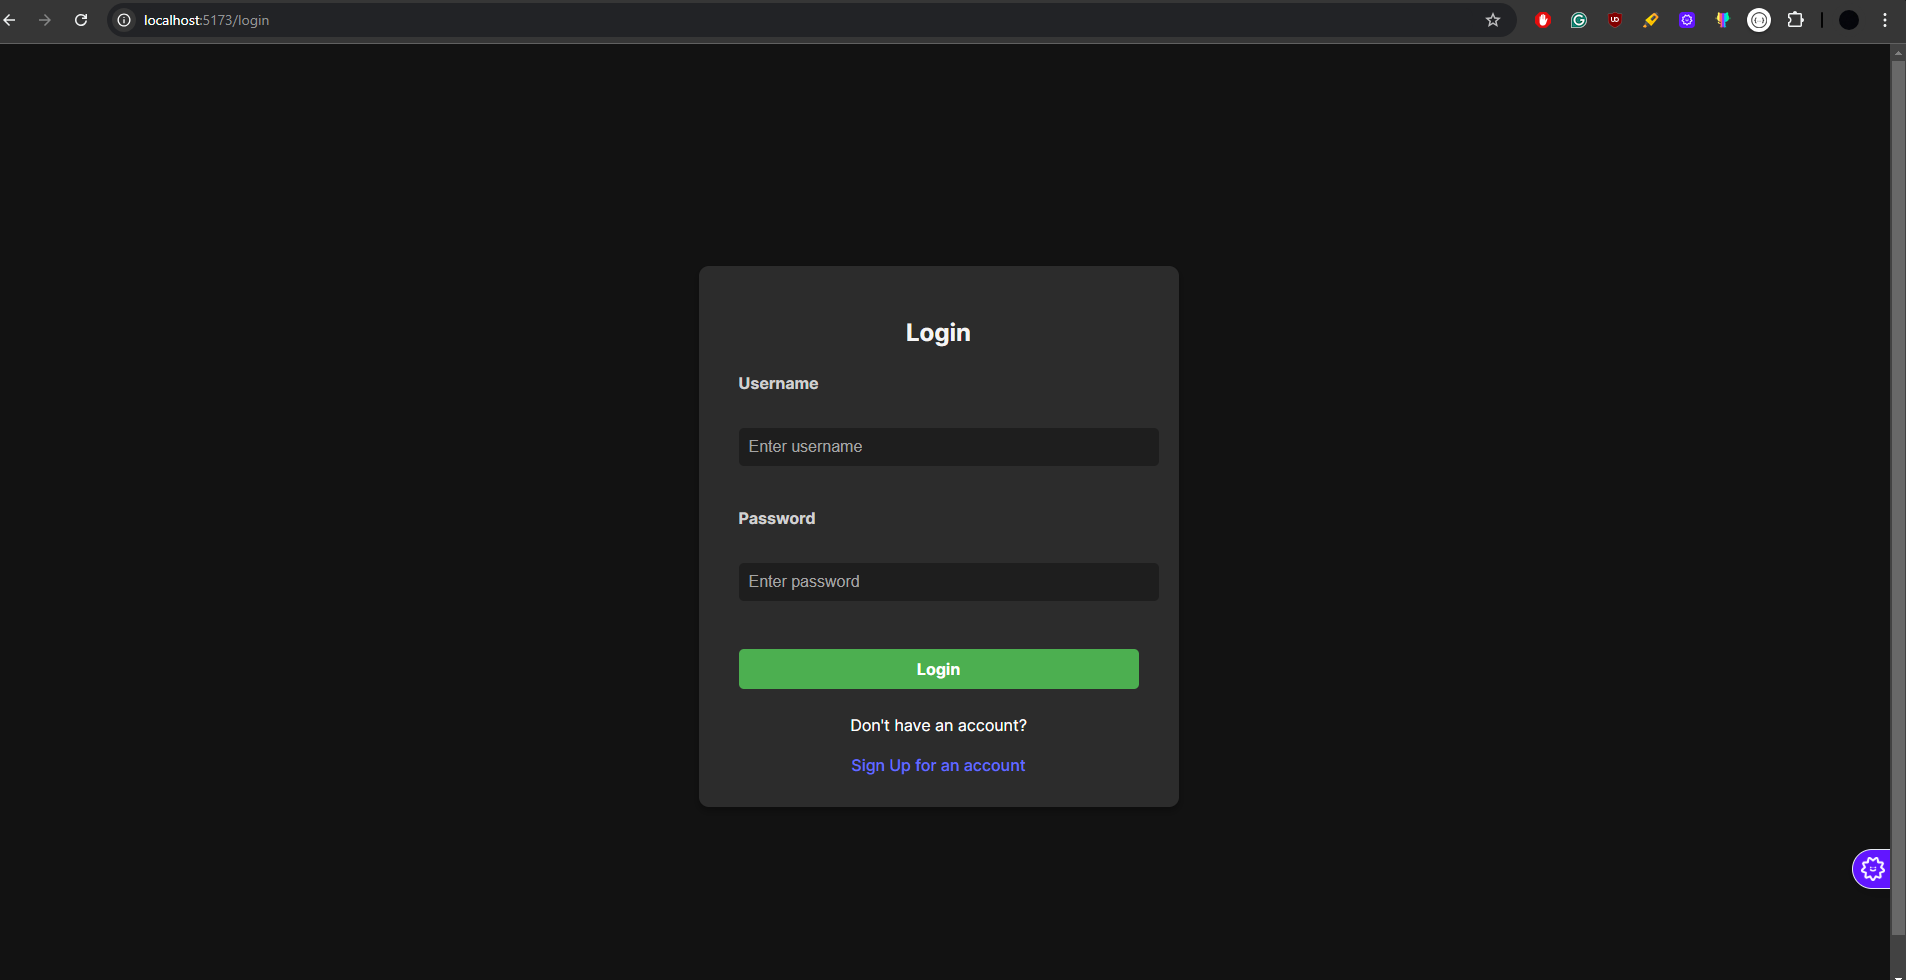 localhost:5173/login
Login
Username
Enter username
Password
Enter password
Login
Don't have an account?
Sign Up for an account